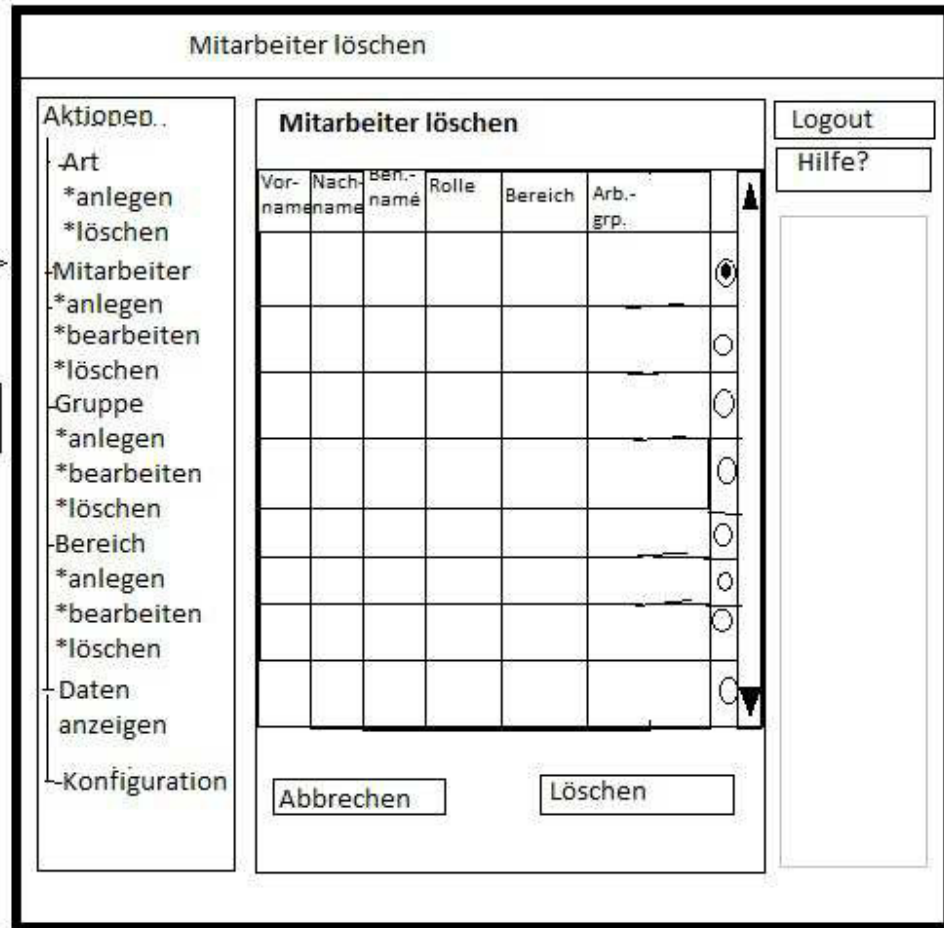 Mitarbeiter löschen
Aktionen..
-Art
*anlegen
*löschen
Mitarbeiter
*anlegen
*bearbeiten
*löschen
Gruppe
*anlegen
*bearbeiten
*löschen
Bereich
*anlegen
*bearbeiten
*löschen
Daten
anzeigen
-Konfiguration
Mitarbeiter löschen
Vor-
name
Nach-
name
Ben.-
namé
Rolle
Bereich
Arb.-
grp.
Abbrechen
Löschen
Logout
Hilfe?